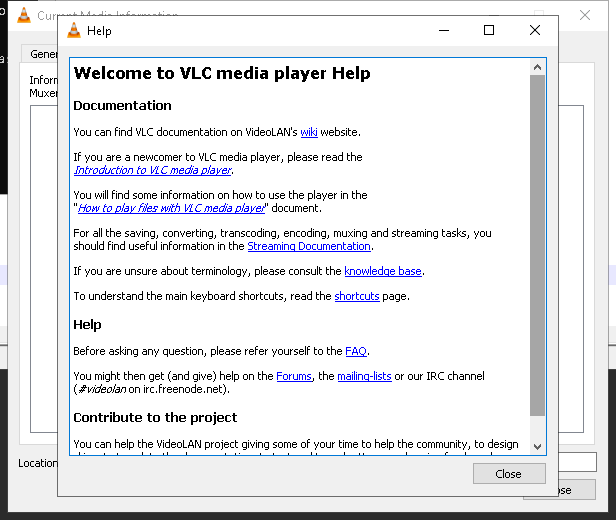 Current Media Information
Help
Gener
Inform
Muxer
Welcome to VLC media player Help
Documentation
You can find VLC documentation on VideoLAN's wiki website.
If you are a newcomer to VLC media player, please read the
Introduction to VLC media player.
You will find some information on how to use the player in the
"How to play files with VLC media player" document.
For all the saving, converting, transcoding, encoding, muxing and streaming tasks, you
should find useful information in the Streaming Documentation.
If you are unsure about terminology, please consult the knowledge base.
To understand the main keyboard shortcuts, read the shortcuts page.
Help
Before asking any question, please refer yourself to the FAQ.
You might then get (and give) help on the Forums, the mailing-lists or our IRC channel
(#videolan on irc.freenode.net).
Contribute to the project
You can help the VideoLAN project giving some of your time to help the community, to design
Location
Close